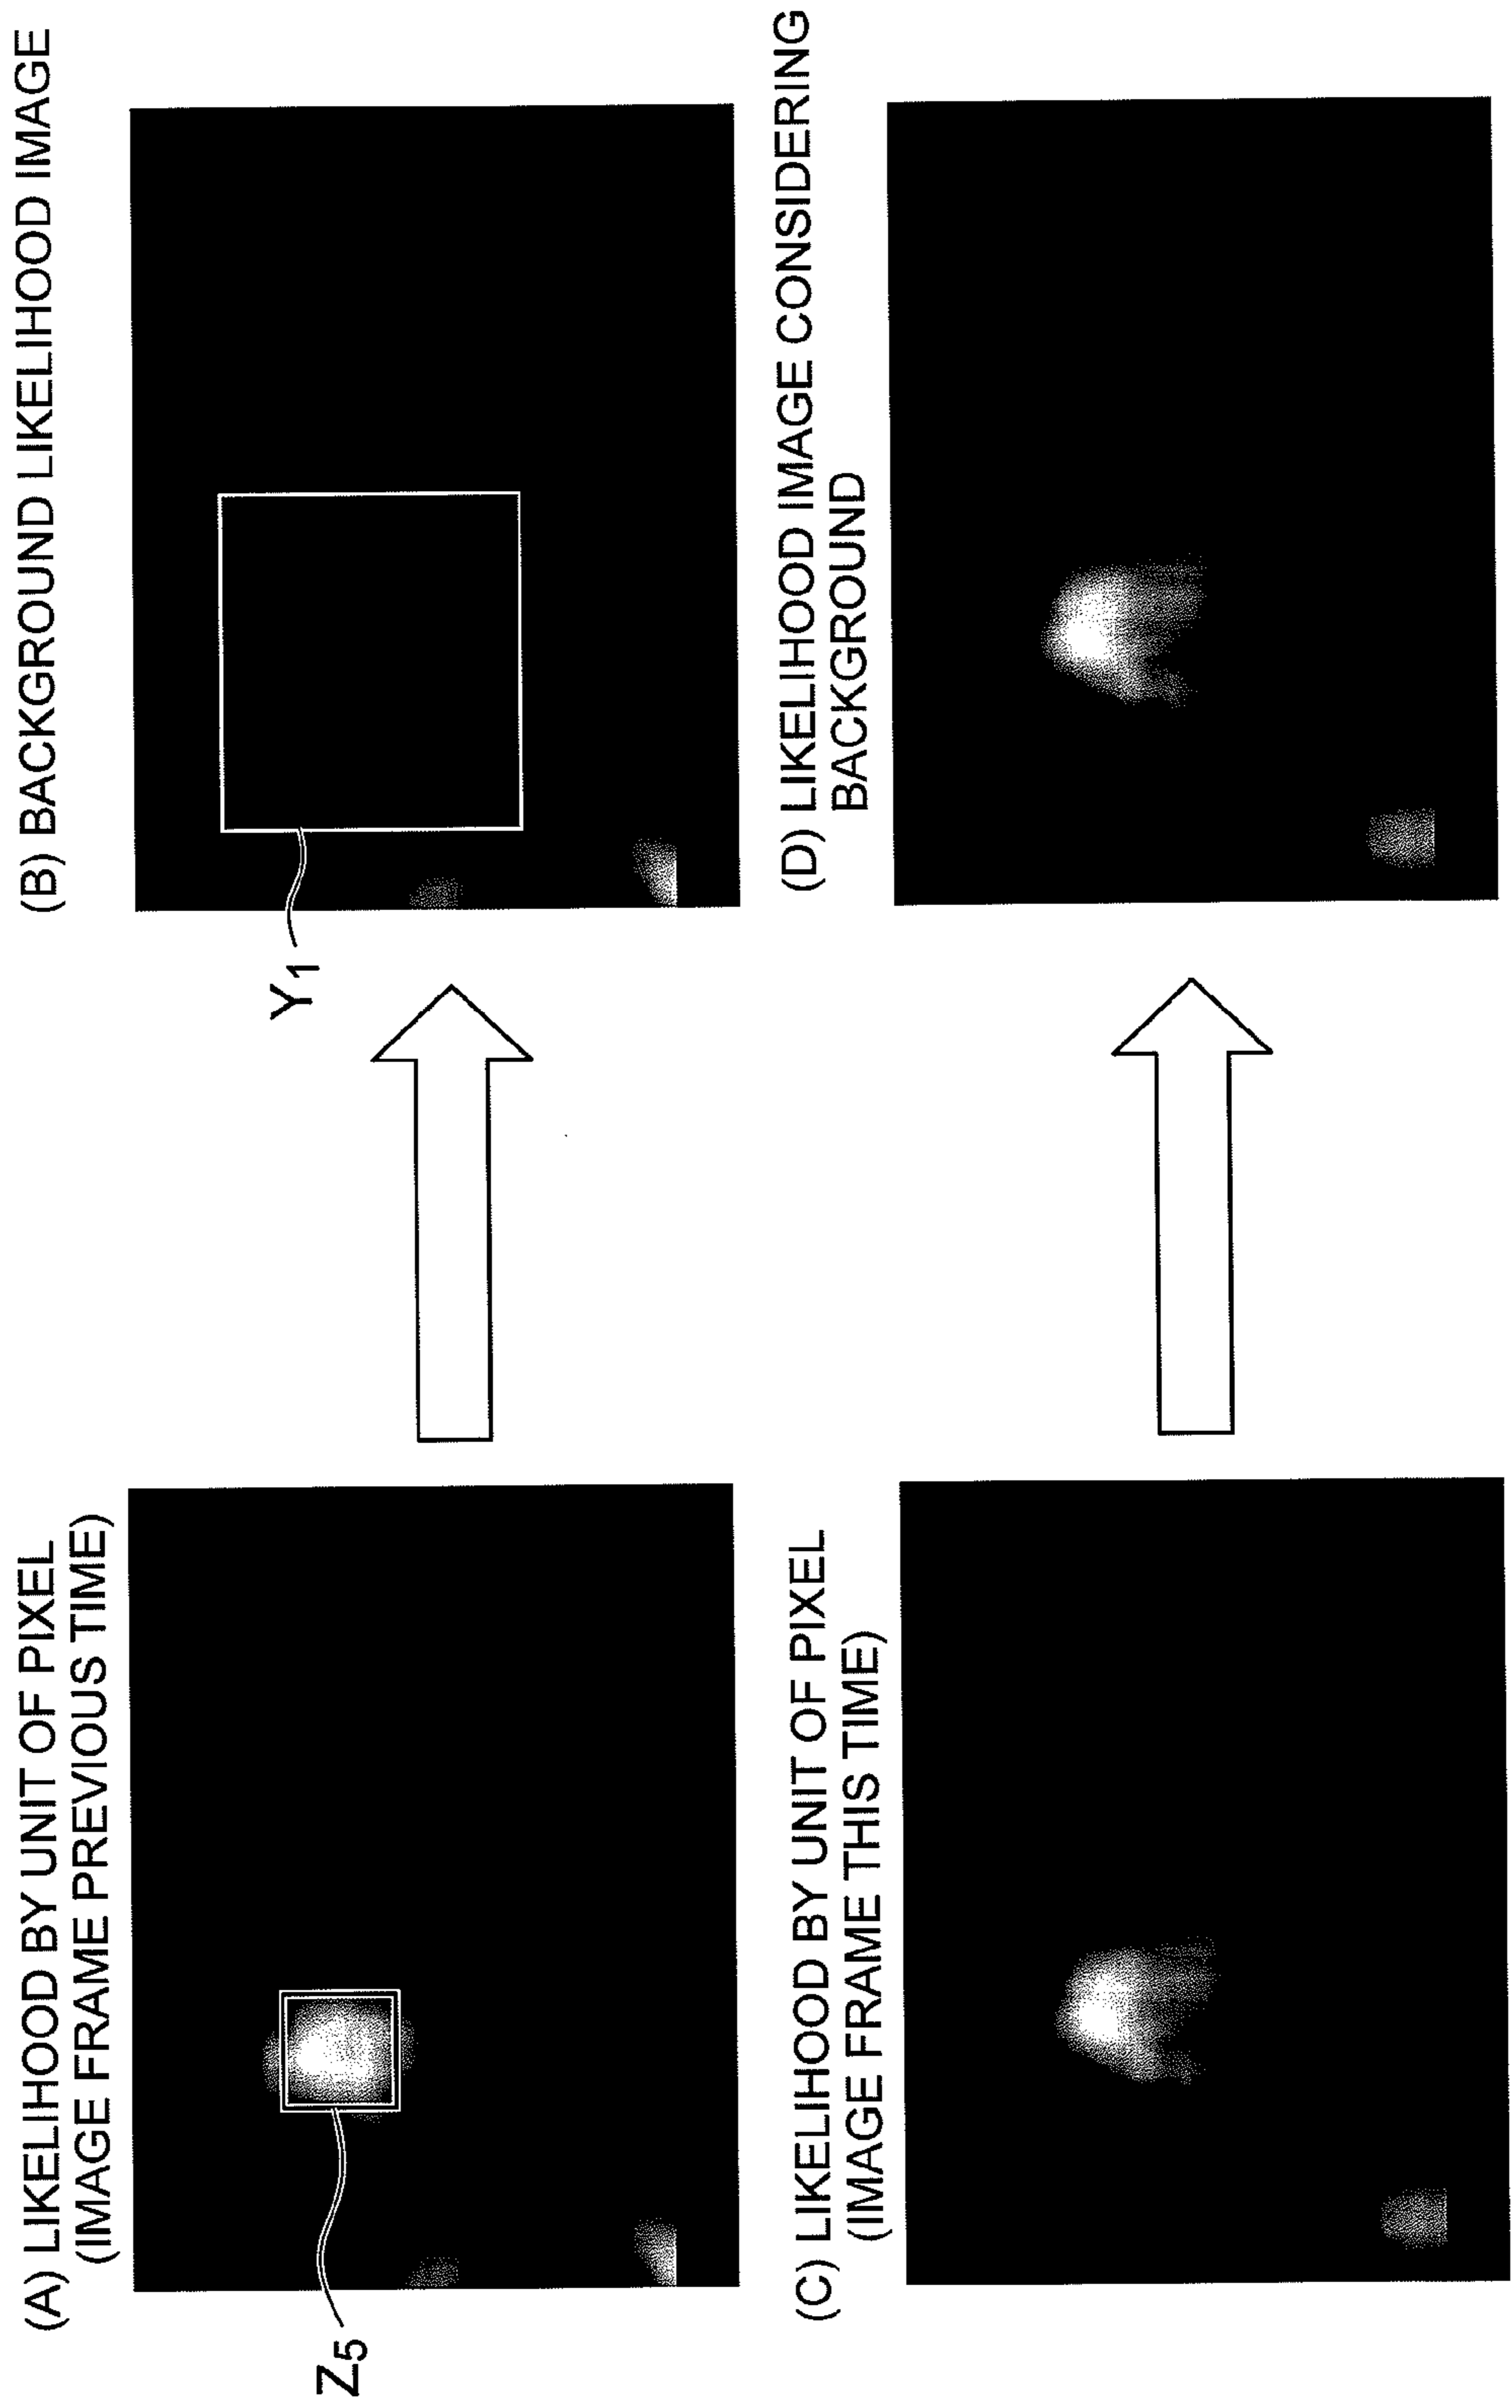 (A) LIKELIHOOD BY UNIT OF PIXEL
(IMAGE FRAME PREVIOUS TIME)
Z5
(B) BACKGROUND LIKELIHOOD IMAGE
Y1
(C) LIKELIHOOD BY UNIT OF PIXEL
(IMAGE FRAME THIS TIME)
(D) LIKELIHOOD IMAGE CONSIDERING
BACKGROUND